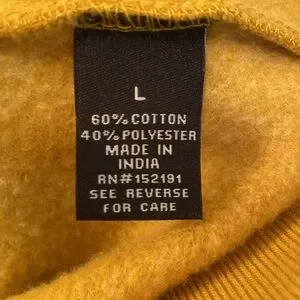 L
60% COTTON
40% POLYESTER
MADE IN
INDIA
RN#152191
SEE REVERSE
FOR CARE